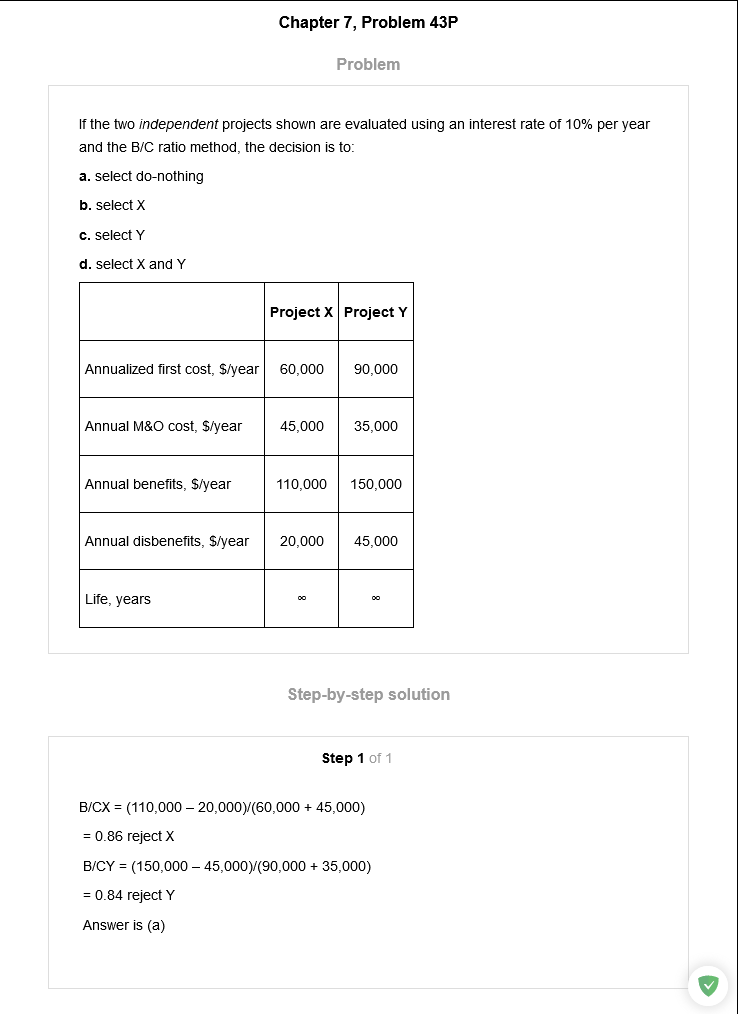 Chapter 7, Problem 43P
Problem
If the two independent projects shown are evaluated using an interest rate of 10% per year
and the B/C ratio method, the decision is to:
a. select do-nothing
b. select X
c. select Y
d. select X and Y
Project X Project Y
Annualized first cost, $/year 60,000 90,000
Annual M&O cost, $/year 45,000 35,000
Annual benefits, $/year 110,000 150,000
Annual disbenefits, $/year 20,000 45,000
Life, years ∞ ∞
Step-by-step solution
Step 1 of 1
B/CX = (110,000 – 20,000)/(60,000 + 45,000)
= 0.86 reject X
B/CY = (150,000 – 45,000)/(90,000 + 35,000)
= 0.84 reject Y
Answer is (a)